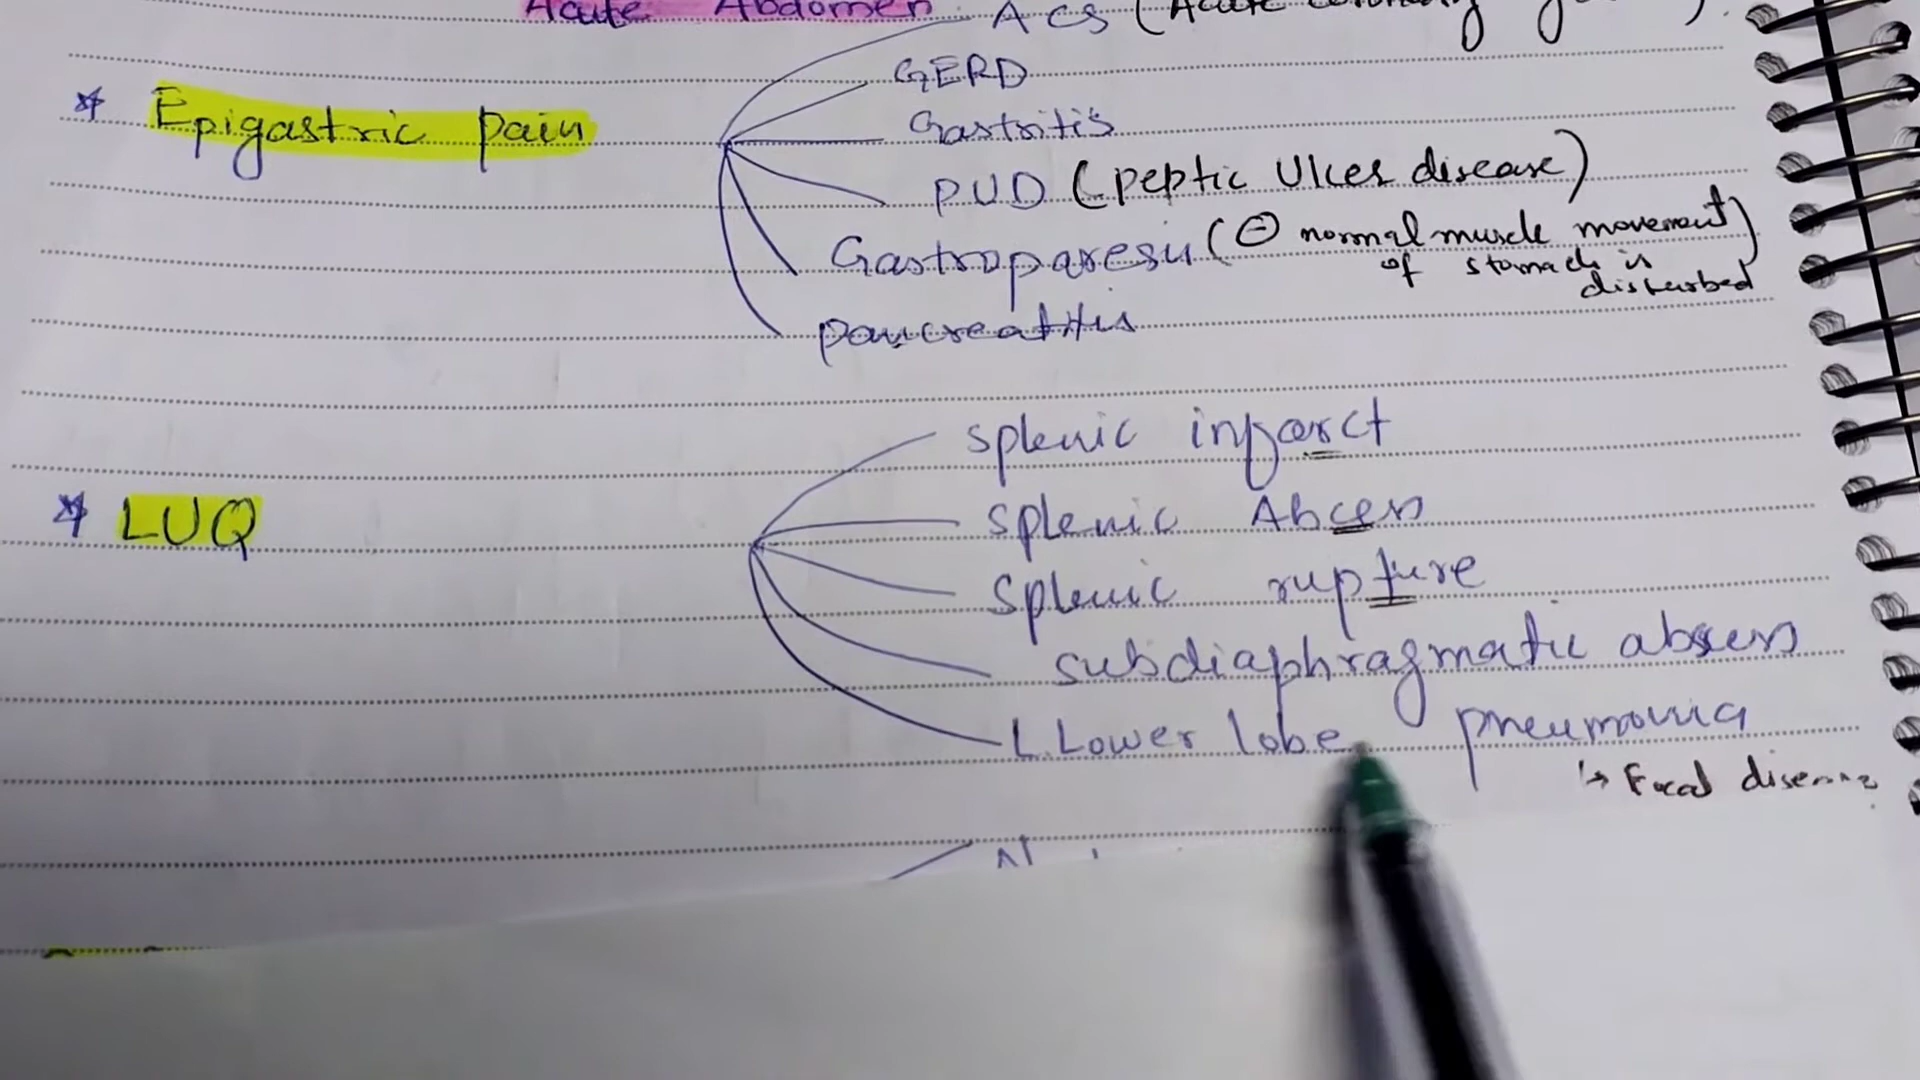 Acute Abdomen
ACS (Acute coronary
* Epigastric Pain
GERD
Gastritis
PUD (peptic Ulcer disease)
Gastroparesis (⊖ normal muscle movement
of stomach is
disturbed)
pancreatitis
* LUQ
splenic infarct
splenic Abcess
splenic rupture
subdiaphragmatic abscess
L. Lower lobe pneumonia
↳ Focal disease